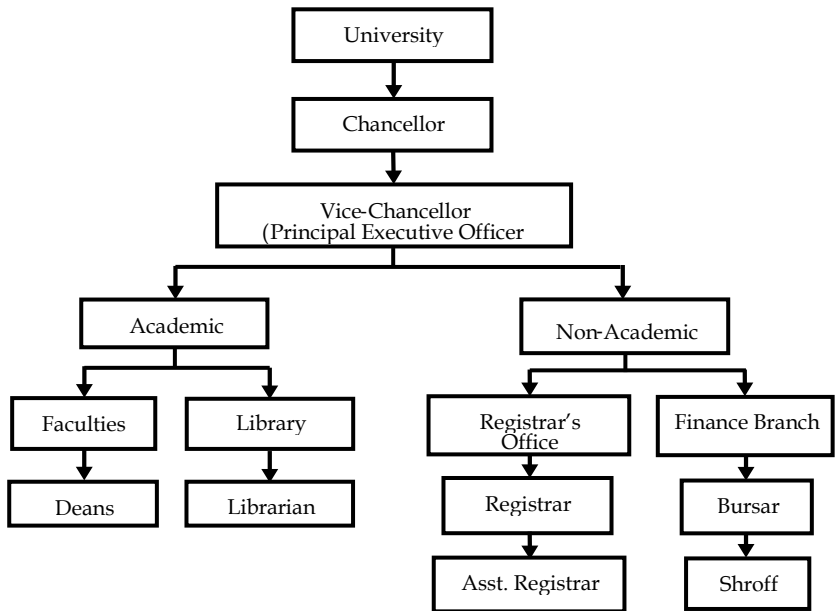 University
Chancellor
Vice-Chancellor
(Principal Executive Officer
Academic
Non-Academic
Faculties
Library
Registrar's
Office
Finance Branch
Deans
Librarian
Registrar
Bursar
Asst. Registrar
Shroff